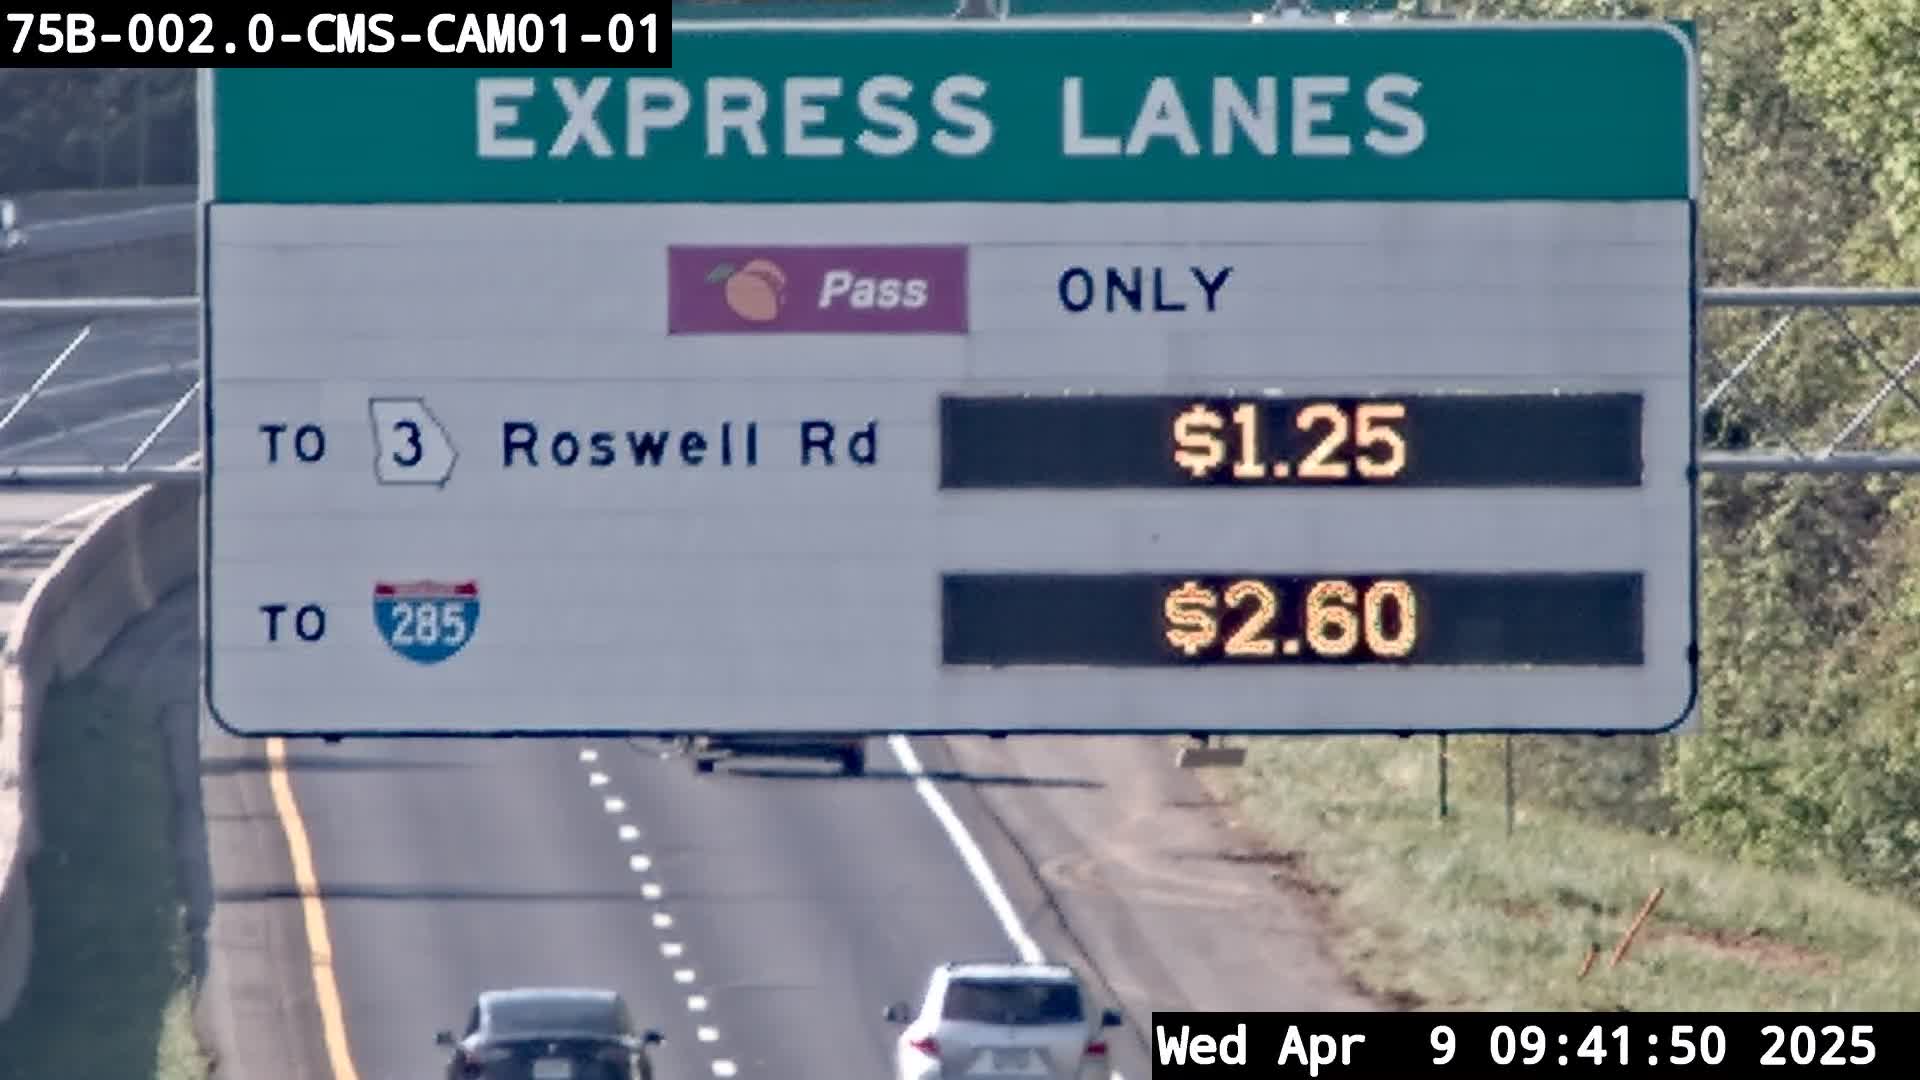 75B-002.0-CMS-CAM01-01
EXPRESS LANES
Pass ONLY
TO 3 Roswell Rd $1.25
TO 285 $2.60
Wed Apr 9 09:41:50 2025